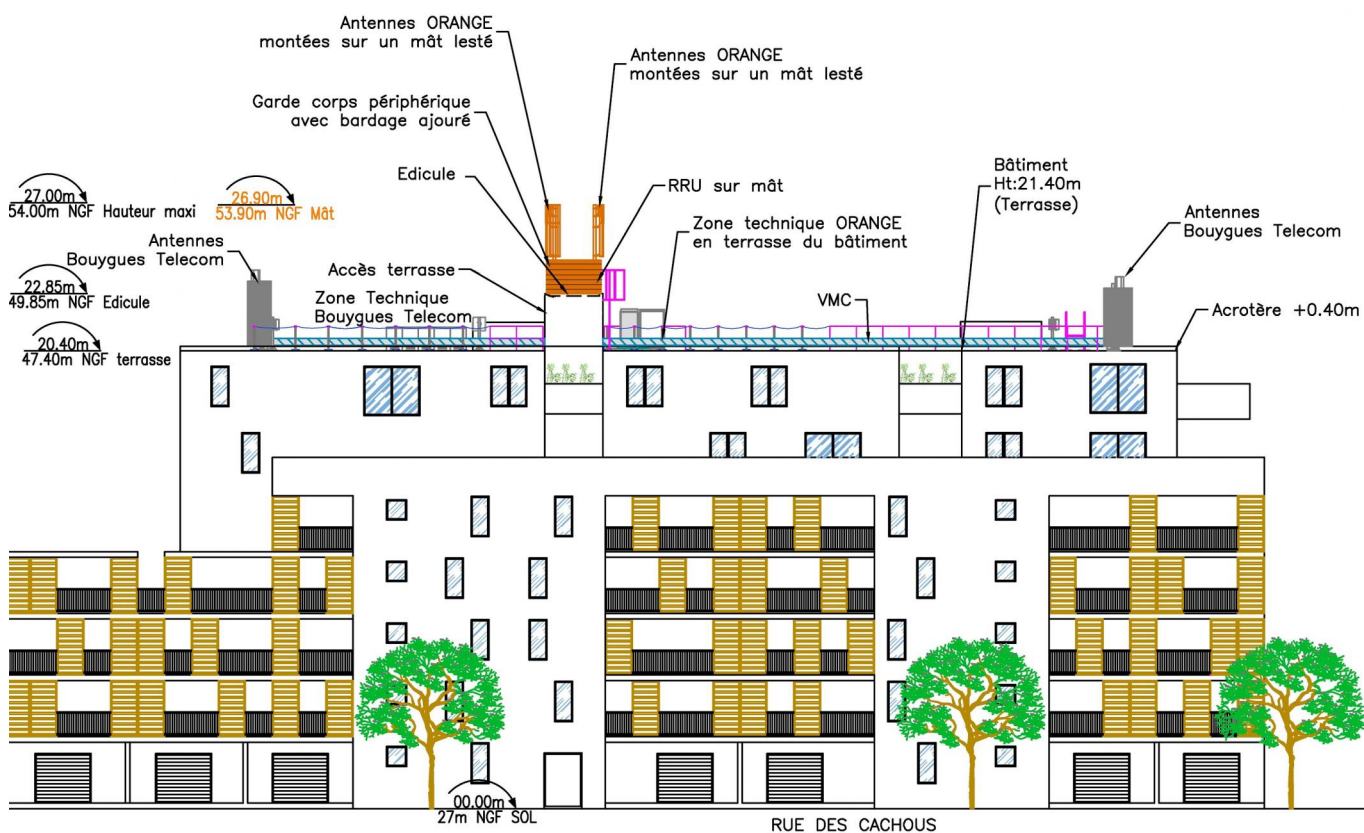 Antennes ORANGE
montées sur un mât lesté
Antennes ORANGE
montées sur un mât lesté
Garde corps périphérique
avec bardage ajouré
Edicule
RRU sur mât
Bâtiment
Ht:21.40m
(Terrasse)
27.00m
54.00m NGF Hauteur maxi
26.90m
53.90m NGF Mât
Antennes
Bouygues Telecom
Zone technique ORANGE
en terrasse du bâtiment
Antennes
Bouygues Telecom
Accès terrasse
22.85m
49.85m NGF Edicule
Zone Technique
Bouygues Telecom
VMC
Acrotère +0.40m
20.40m
47.40m NGF terrasse
00.00m
27m NGF SOL
RUE DES CACHOUS